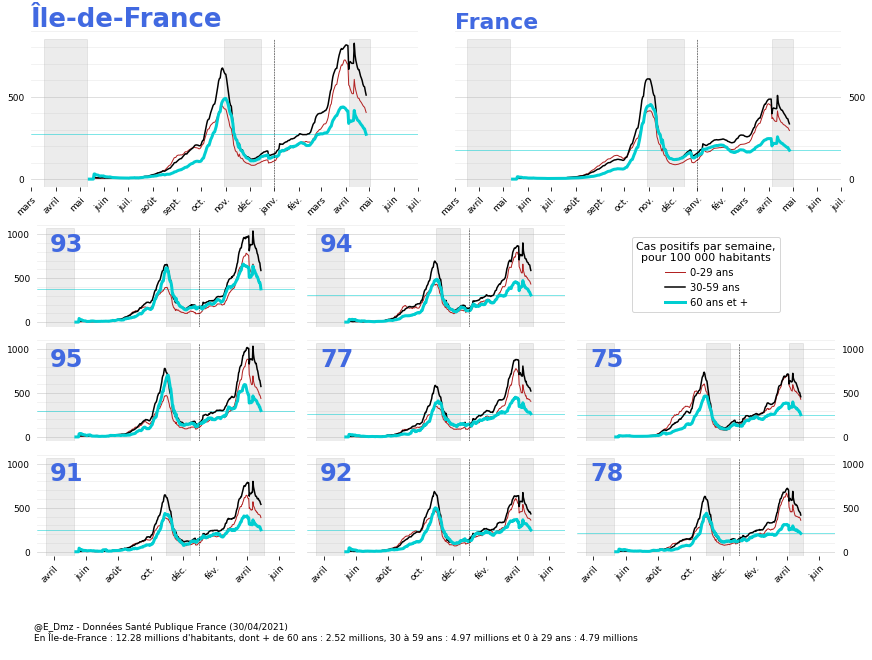 Île-de-France
France
500
0
500
0
mars avril mai juin juil. août sept. oct. nov. déc. janv. fév. mars avril mai juin juil.
mars avril mai juin juil. août sept. oct. nov. déc. janv. fév. mars avril mai juin juil.
93
94
1000
500
0
Cas positifs par semaine,
pour 100 000 habitants
0-29 ans
30-59 ans
60 ans et +
95
77
75
1000
500
0
1000
500
0
91
92
78
1000
500
0
1000
500
0
avril juin août oct. déc. fév. avril juin
avril juin août oct. déc. fév. avril juin
avril juin août oct. déc. fév. avril juin
@E_Dmz - Données Santé Publique France (30/04/2021)
En Île-de-France : 12.28 millions d'habitants, dont + de 60 ans : 2.52 millions, 30 à 59 ans : 4.97 millions et 0 à 29 ans : 4.79 millions